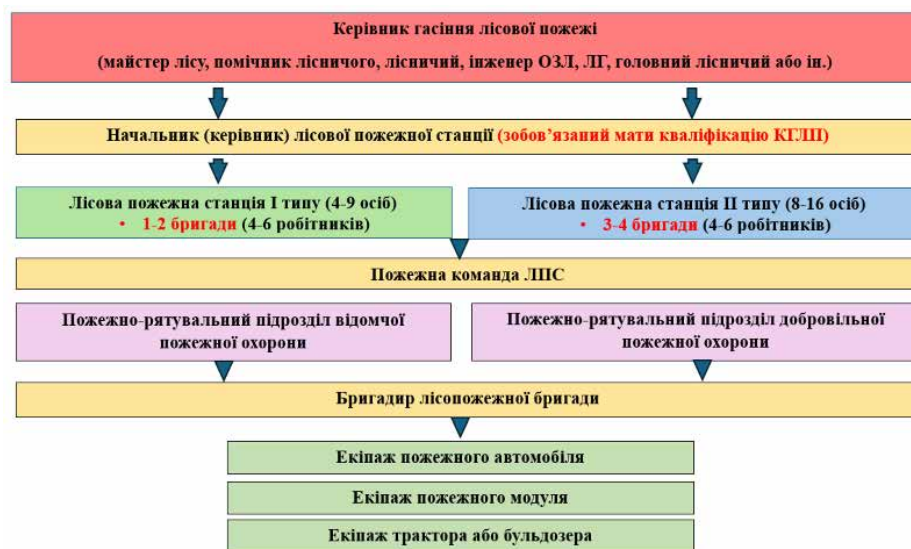 Керівник гасіння лісової пожежі
(майстер лісу, помічник лісничого, лісничий, інженер ОЗЛ, ЛГ, головний лісничий або ін.)
Начальник (керівник) лісової пожежної станції (зобов’язаний мати кваліфікацію КГЛП)
Лісова пожежна станція І типу (4-9 осіб)
• 1-2 бригади (4-6 робітників)
Лісова пожежна станція ІІ типу (8-16 осіб)
• 3-4 бригади (4-6 робітників)
Пожежна команда ЛПС
Пожежно-рятувальний підрозділ відомчої
пожежної охорони
Пожежно-рятувальний підрозділ добровільної
пожежної охорони
Бригадир лісопожежної бригади
Екіпаж пожежного автомобіля
Екіпаж пожежного модуля
Екіпаж трактора або бульдозера